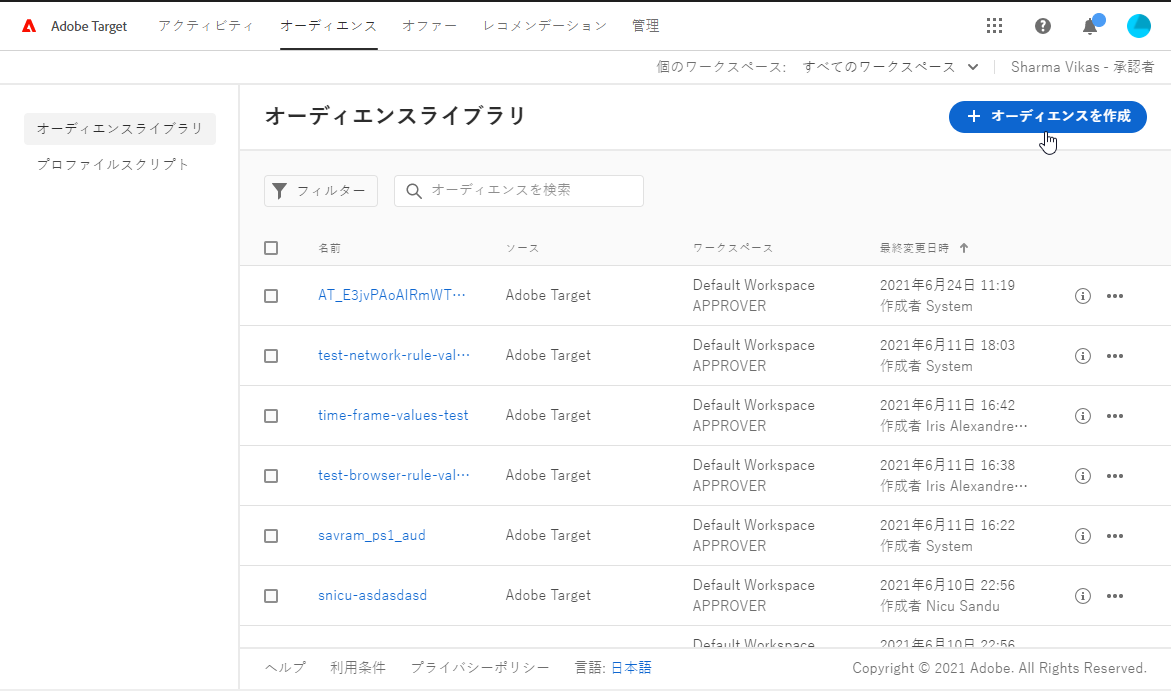 Adobe Target アクティビティ オーディエンス オファー レコメンデーション 管理
個のワークスペース: すべてのワークスペース Sharma Vikas - 承認者
オーディエンスライブラリ
プロファイルスクリプト
オーディエンスライブラリ
オーディエンスを作成
フィルター オーディエンスを検索
名前 ソース ワークスペース 最終変更日時
AT_E3jvPAoAIRmWT… Adobe Target Default Workspace 2021年6月24日 11:19
APPROVER 作成者 System
test-network-rule-val… Adobe Target Default Workspace 2021年6月11日 18:03
APPROVER 作成者 System
time-frame-values-test Adobe Target Default Workspace 2021年6月11日 16:42
APPROVER 作成者 Iris Alexandre…
test-browser-rule-val… Adobe Target Default Workspace 2021年6月11日 16:38
APPROVER 作成者 Iris Alexandre…
savram_ps1_aud Adobe Target Default Workspace 2021年6月11日 16:22
APPROVER 作成者 System
snicu-asdasdasd Adobe Target Default Workspace 2021年6月10日 22:56
APPROVER 作成者 Nicu Sandu
Default Workspace 2021年6月10日 22:56
ヘルプ 利用条件 プライバシーポリシー 言語: 日本語 Copyright © 2021 Adobe. All Rights Reserved.